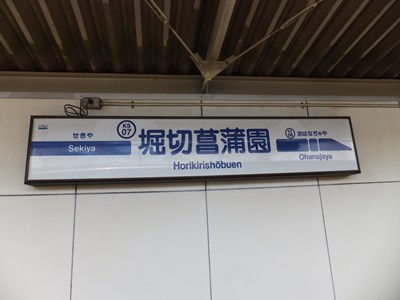 せきや
Sekiya
KS
07
堀切菖蒲園
Horikirishōbuen
おはなぢゃや
Ohanajaya